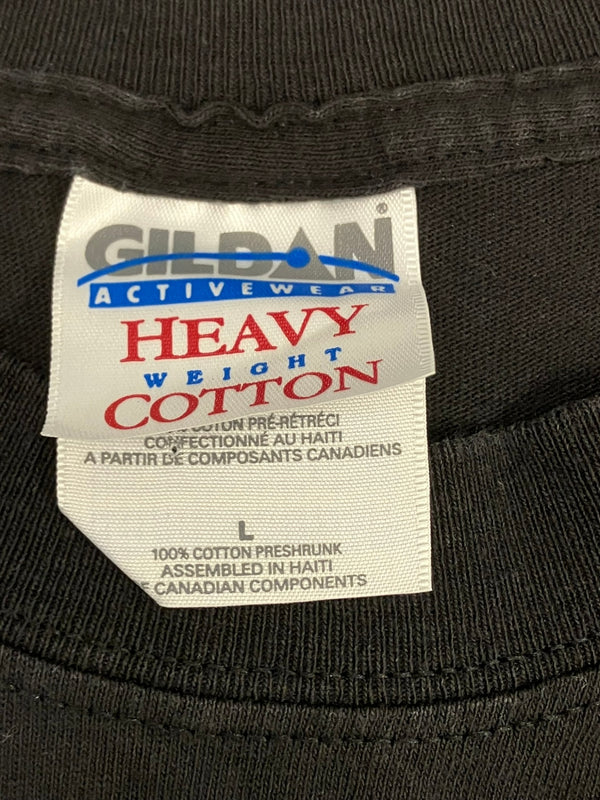 GILDAN®
ACTIVEWEAR
HEAVY
WEIGHT
COTTON
COTON PRÉ-RÉTRÉCI
CONFECTIONNÉ AU HAITI
A PARTIR DE COMPOSANTS CANADIENS
L
100% COTTON PRESHRUNK
ASSEMBLED IN HAITI
CANADIAN COMPONENTS